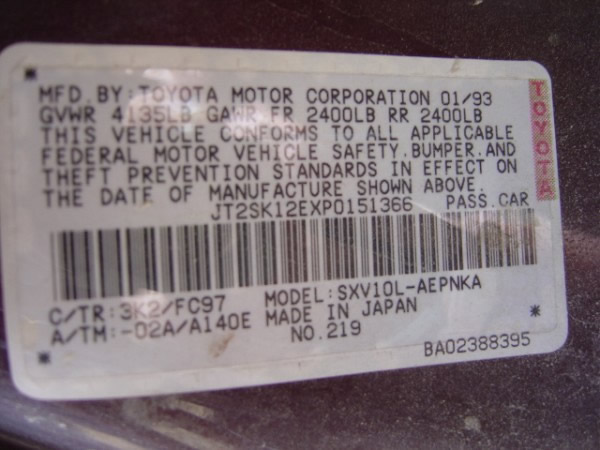 MFD.BY:TOYOTA MOTOR CORPORATION 01/93
GVWR 4135LB GAWR FR 2400LB RR 2400LB
THIS VEHICLE CONFORMS TO ALL APPLICABLE
FEDERAL MOTOR VEHICLE SAFETY.BUMPER.AND
THEFT PREVENTION STANDARDS IN EFFECT ON
THE DATE OF MANUFACTURE SHOWN ABOVE.
JT2SK12EXP0151366 PASS.CAR
TOYOTA
C/TR:3K2/FC97 MODEL:SXV10L-AEPNKA
A/TM:-02A/A140E MADE IN JAPAN
NO.219
BA02388395